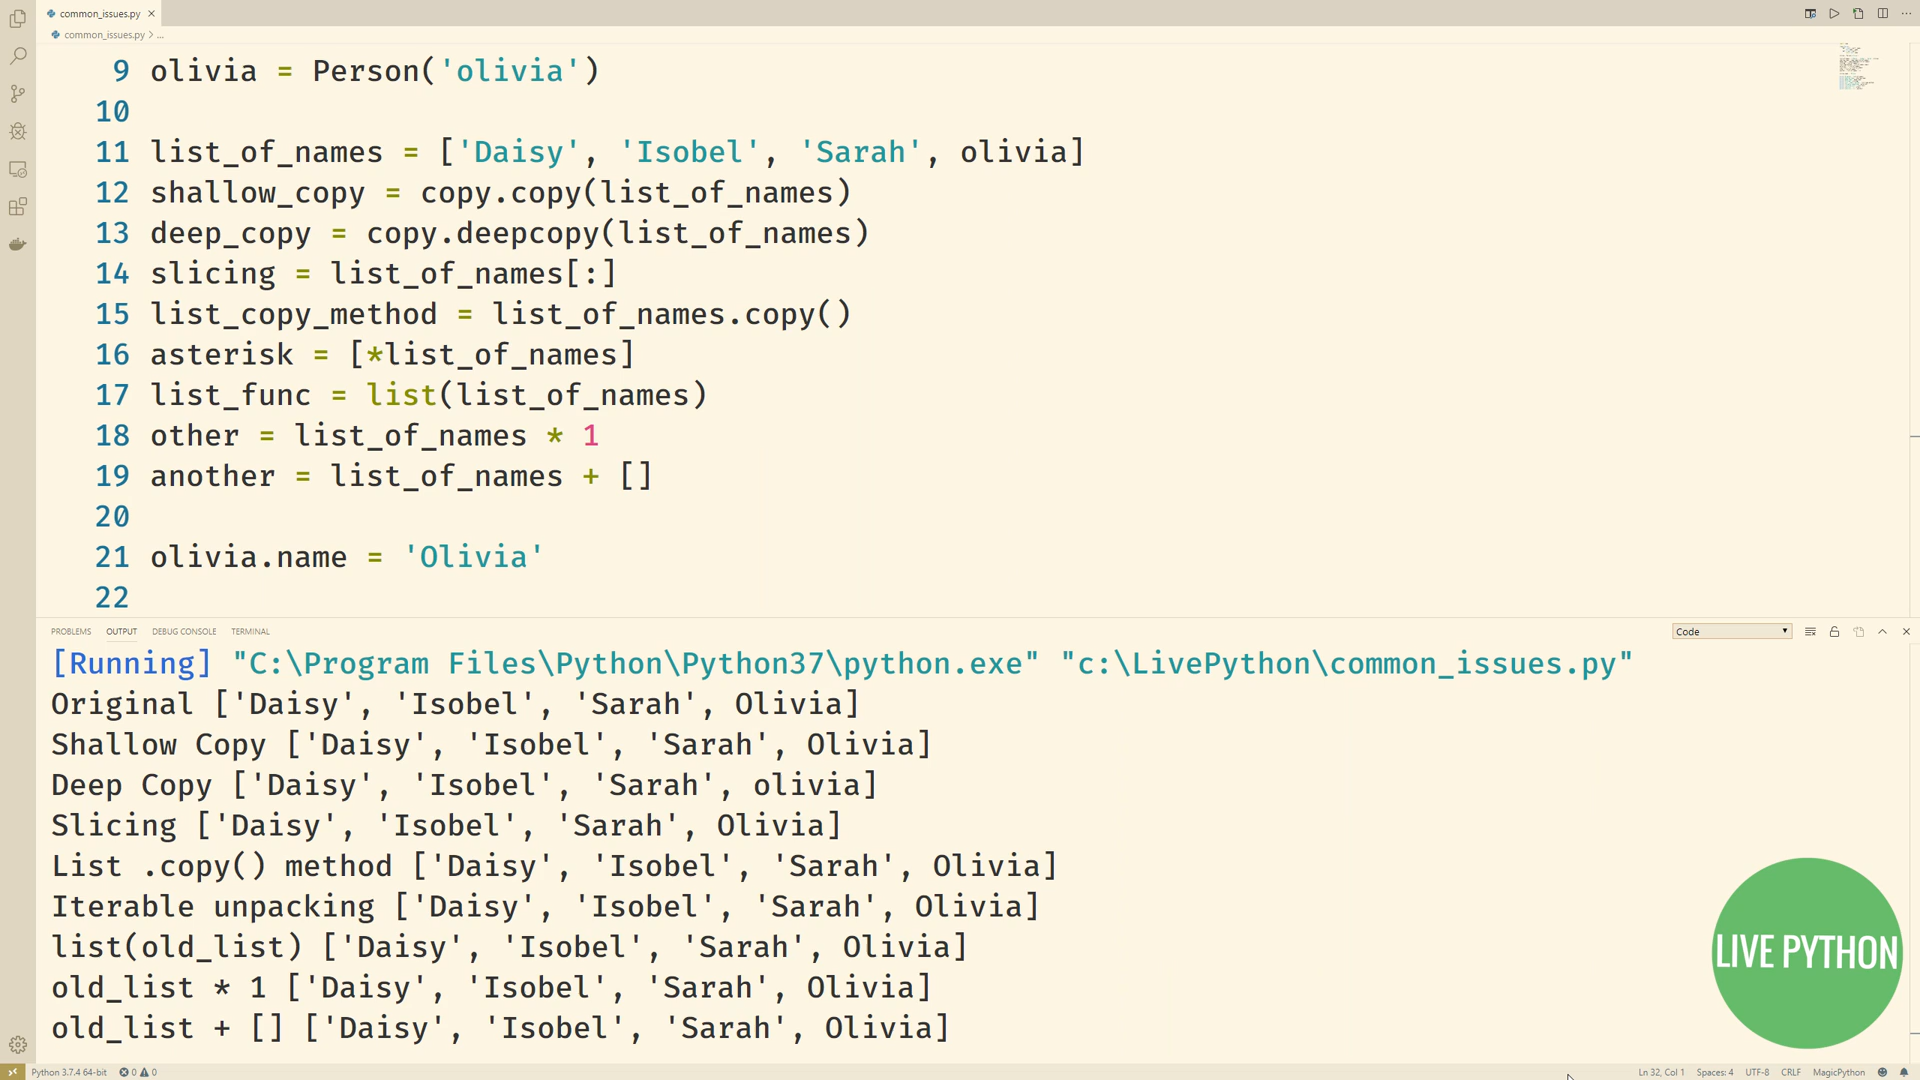 common_issues.py
common_issues.py > ...
9 olivia = Person('olivia')
10
11 list_of_names = ['Daisy', 'Isobel', 'Sarah', olivia]
12 shallow_copy = copy.copy(list_of_names)
13 deep_copy = copy.deepcopy(list_of_names)
14 slicing = list_of_names[:]
15 list_copy_method = list_of_names.copy()
16 asterisk = [*list_of_names]
17 list_func = list(list_of_names)
18 other = list_of_names * 1
19 another = list_of_names + []
20
21 olivia.name = 'Olivia'
22
PROBLEMS OUTPUT DEBUG CONSOLE TERMINAL Code
[Running] "C:\Program Files\Python\Python37\python.exe" "c:\LivePython\common_issues.py"
Original ['Daisy', 'Isobel', 'Sarah', Olivia]
Shallow Copy ['Daisy', 'Isobel', 'Sarah', Olivia]
Deep Copy ['Daisy', 'Isobel', 'Sarah', olivia]
Slicing ['Daisy', 'Isobel', 'Sarah', Olivia]
List .copy() method ['Daisy', 'Isobel', 'Sarah', Olivia]
Iterable unpacking ['Daisy', 'Isobel', 'Sarah', Olivia]
list(old_list) ['Daisy', 'Isobel', 'Sarah', Olivia]
old_list * 1 ['Daisy', 'Isobel', 'Sarah', Olivia]
old_list + [] ['Daisy', 'Isobel', 'Sarah', Olivia]
LIVE PYTHON
Python 3.7.4 64-bit 0 0 Ln 32, Col 1 Spaces: 4 UTF-8 CRLF MagicPython